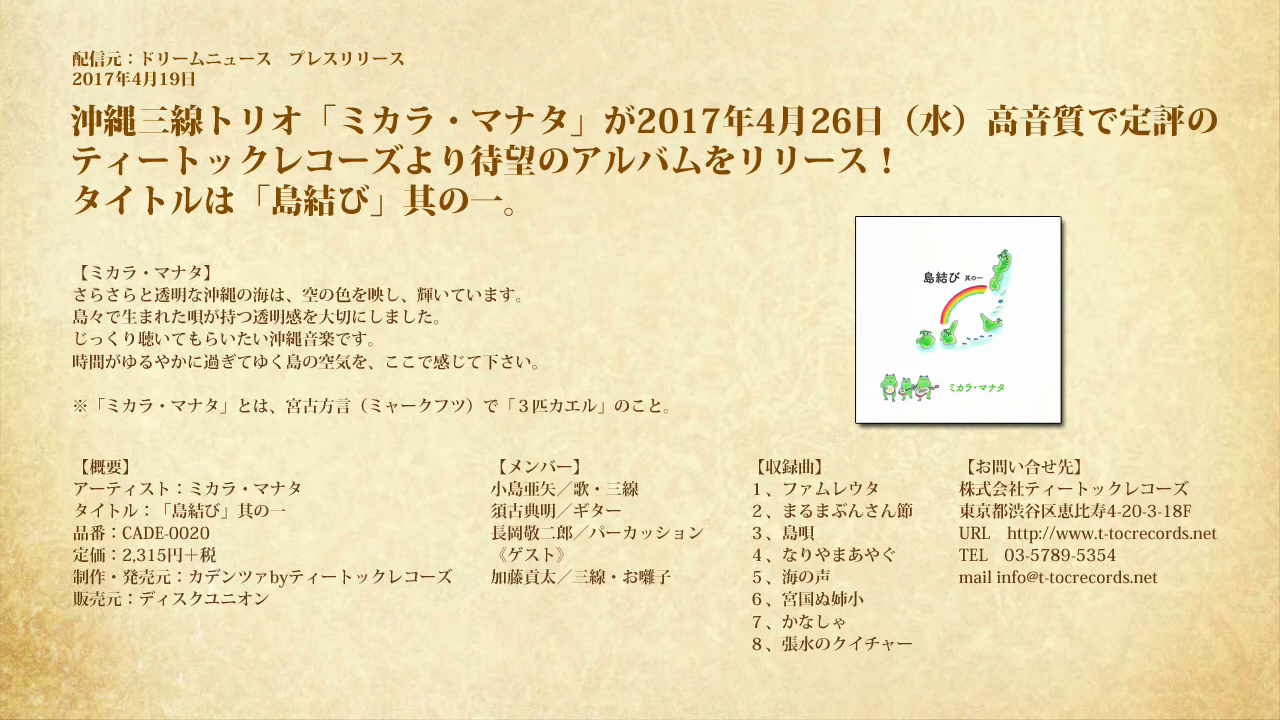 配信元：ドリームニュース　プレスリリース
2017年4月19日
沖縄三線トリオ「ミカラ・マナタ」が2017年4月26日（水）高音質で定評の
ティートックレコーズより待望のアルバムをリリース！
タイトルは「島結び」其の一。
島結び 其の一
ミカラ・マナタ
【ミカラ・マナタ】
さらさらと透明な沖縄の海は、空の色を映し、輝いています。
島々で生まれた唄が持つ透明感を大切にしました。
じっくり聴いてもらいたい沖縄音楽です。
時間がゆるやかに過ぎてゆく島の空気を、ここで感じて下さい。
※「ミカラ・マナタ」とは、宮古方言（ミャークフツ）で「３匹カエル」のこと。
【概要】
アーティスト：ミカラ・マナタ
タイトル：「島結び」其の一
品番：CADE-0020
定価：2,315円＋税
制作・発売元：カデンツァbyティートックレコーズ
販売元：ディスクユニオン
【メンバー】
小島亜矢／歌・三線
須古典明／ギター
長岡敬二郎／パーカッション
《ゲスト》
加藤貢太／三線・お囃子
【収録曲】
１、ファムレウタ
２、まるまぶんさん節
３、島唄
４、なりやまあやぐ
５、海の声
６、宮国ぬ姉小
７、かなしゃ
８、張水のクイチャー
【お問い合せ先】
株式会社ティートックレコーズ
東京都渋谷区恵比寿4-20-3-18F
URL　http://www.t-tocrecords.net
TEL　03-5789-5354
mail info@t-tocrecords.net